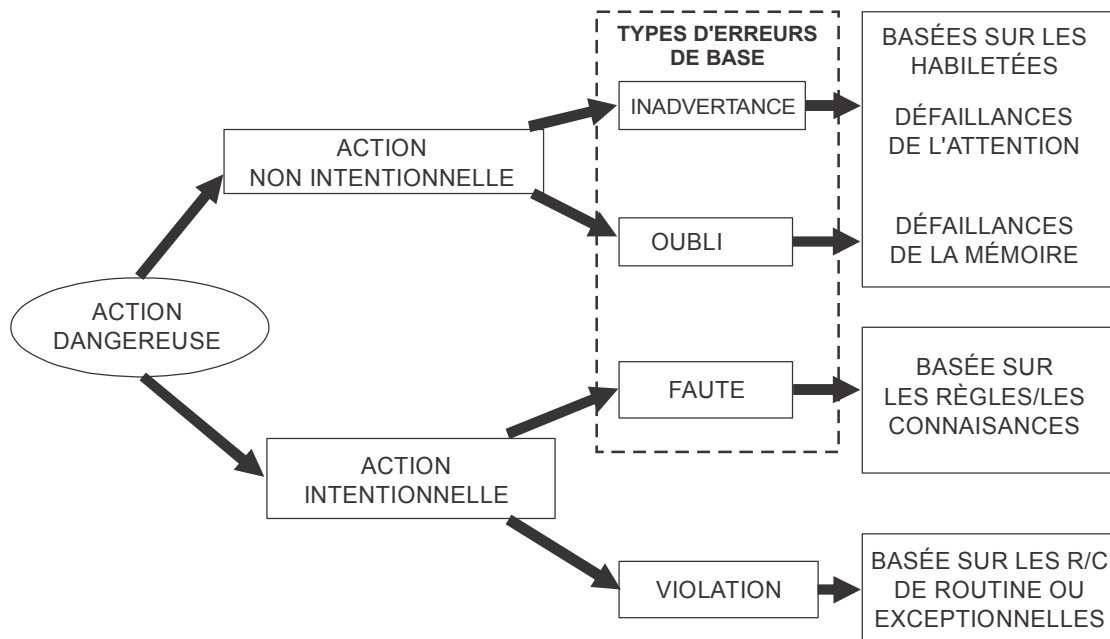 TYPES D'ERREURS
DE BASE
BASÉES SUR LES
HABILETÉES
INADVERTANCE
DÉFAILLANCES
DE L'ATTENTION
ACTION
NON INTENTIONNELLE
OUBLI
DÉFAILLANCES
DE LA MÉMOIRE
ACTION
DANGEREUSE
FAUTE
BASÉE SUR
LES RÈGLES/LES
CONNAISANCES
ACTION
INTENTIONNELLE
VIOLATION
BASÉE SUR LES R/C
DE ROUTINE OU
EXCEPTIONNELLES